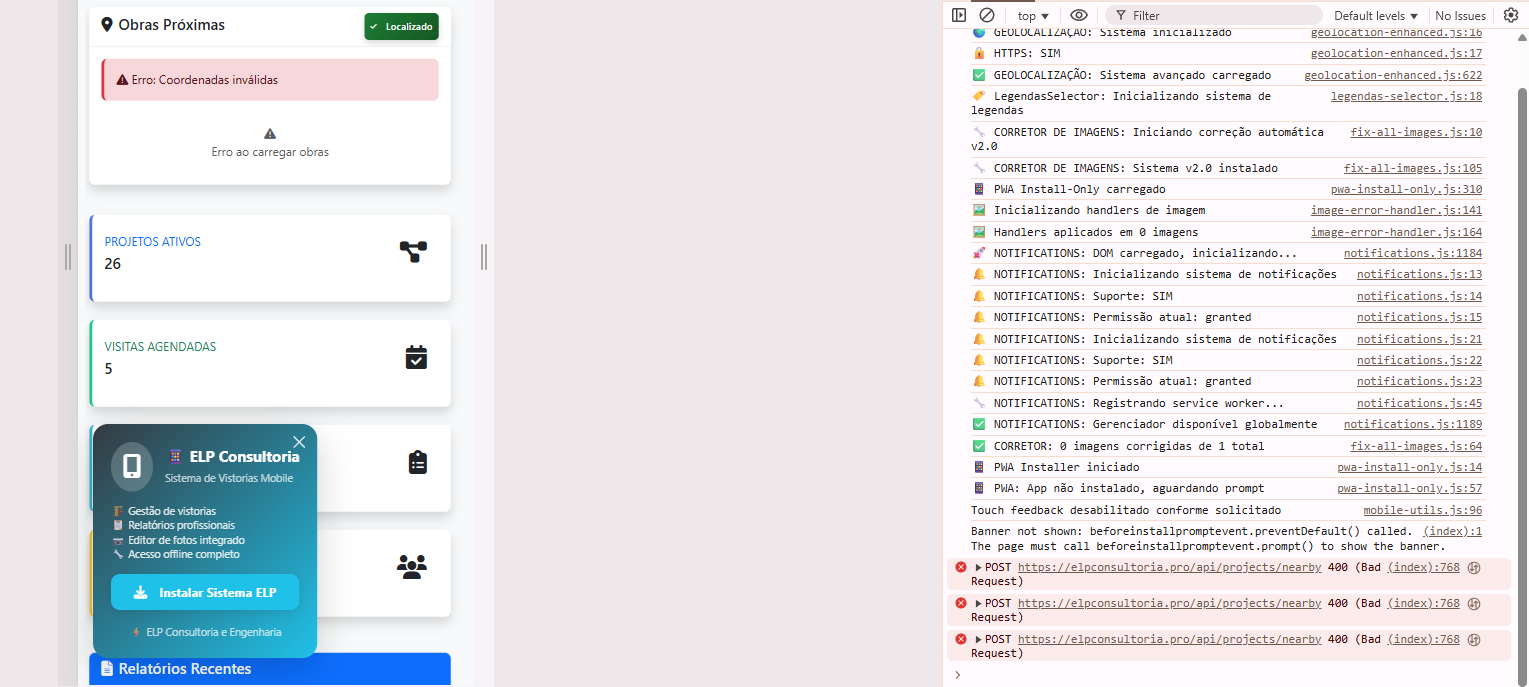 Obras Próximas
Localizado
Erro: Coordenadas inválidas
Erro ao carregar obras
PROJETOS ATIVOS
26
VISITAS AGENDADAS
5
ELP Consultoria
Sistema de Vistorias Mobile
Gestão de vistorias
Relatórios profissionais
Editor de fotos integrado
Acesso offline completo
Instalar Sistema ELP
ELP Consultoria e Engenharia
Relatórios Recentes
top
Filter
Default levels
No Issues
GEOLOCALIZAÇÃO: Sistema inicializado geolocation-enhanced.js:16
HTTPS: SIM geolocation-enhanced.js:17
GEOLOCALIZAÇÃO: Sistema avançado carregado geolocation-enhanced.js:622
LegendasSelector: Inicializando sistema de legendas-selector.js:18
legendas
CORRETOR DE IMAGENS: Iniciando correção automática fix-all-images.js:10
v2.0
CORRETOR DE IMAGENS: Sistema v2.0 instalado fix-all-images.js:105
PWA Install-Only carregado pwa-install-only.js:310
Inicializando handlers de imagem image-error-handler.js:141
Handlers aplicados em 0 imagens image-error-handler.js:164
NOTIFICATIONS: DOM carregado, inicializando... notifications.js:1184
NOTIFICATIONS: Inicializando sistema de notificações notifications.js:13
NOTIFICATIONS: Suporte: SIM notifications.js:14
NOTIFICATIONS: Permissão atual: granted notifications.js:15
NOTIFICATIONS: Inicializando sistema de notificações notifications.js:21
NOTIFICATIONS: Suporte: SIM notifications.js:22
NOTIFICATIONS: Permissão atual: granted notifications.js:23
NOTIFICATIONS: Registrando service worker... notifications.js:45
NOTIFICATIONS: Gerenciador disponível globalmente notifications.js:1189
CORRETOR: 0 imagens corrigidas de 1 total fix-all-images.js:64
PWA Installer iniciado pwa-install-only.js:14
PWA: App não instalado, aguardando prompt pwa-install-only.js:57
Touch feedback desabilitado conforme solicitado mobile-utils.js:96
Banner not shown: beforeinstallpromptevent.preventDefault() called. (index):1
The page must call beforeinstallpromptevent.prompt() to show the banner.
POST https://elpconsultoria.pro/api/projects/nearby 400 (Bad (index):768
Request)
POST https://elpconsultoria.pro/api/projects/nearby 400 (Bad (index):768
Request)
POST https://elpconsultoria.pro/api/projects/nearby 400 (Bad (index):768
Request)